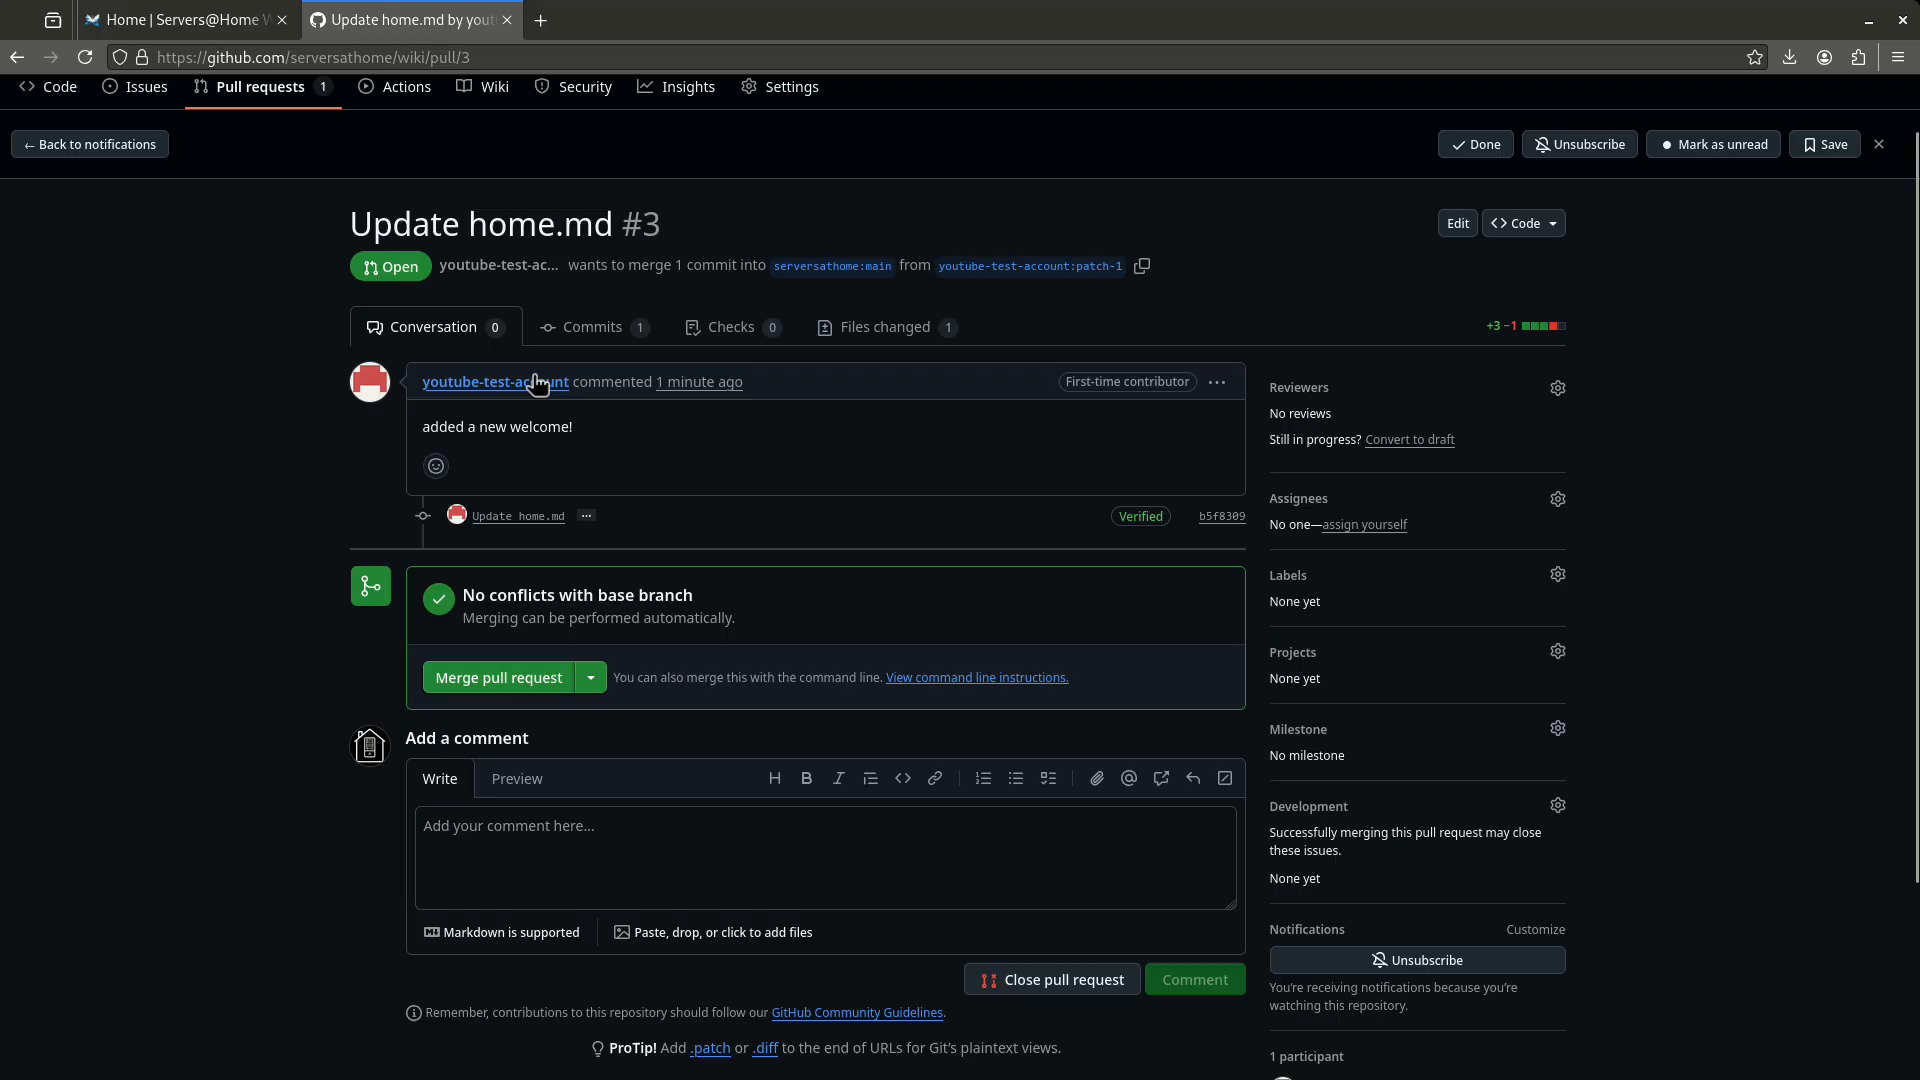 Home | Servers@Home W
Update home.md by yout
https://github.com/serversathome/wiki/pull/3
Code
Issues
Pull requests 1
Actions
Wiki
Security
Insights
Settings
← Back to notifications
Done
Unsubscribe
Mark as unread
Save
Update home.md #3
Edit
Code
Open
youtube-test-ac... wants to merge 1 commit into serversathome:main from youtube-test-account:patch-1
Conversation 0
Commits 1
Checks 0
Files changed 1
+3 −1
youtube-test-account commented 1 minute ago
First-time contributor
added a new welcome!
Update home.md
Verified
b5f8309
No conflicts with base branch
Merging can be performed automatically.
Merge pull request
You can also merge this with the command line. View command line instructions.
Add a comment
Write
Preview
Add your comment here...
Markdown is supported
Paste, drop, or click to add files
Close pull request
Comment
Remember, contributions to this repository should follow our GitHub Community Guidelines.
ProTip! Add .patch or .diff to the end of URLs for Git's plaintext views.
Reviewers
No reviews
Still in progress? Convert to draft
Assignees
No one—assign yourself
Labels
None yet
Projects
None yet
Milestone
No milestone
Development
Successfully merging this pull request may close
these issues.
None yet
Notifications
Customize
Unsubscribe
You're receiving notifications because you're
watching this repository.
1 participant